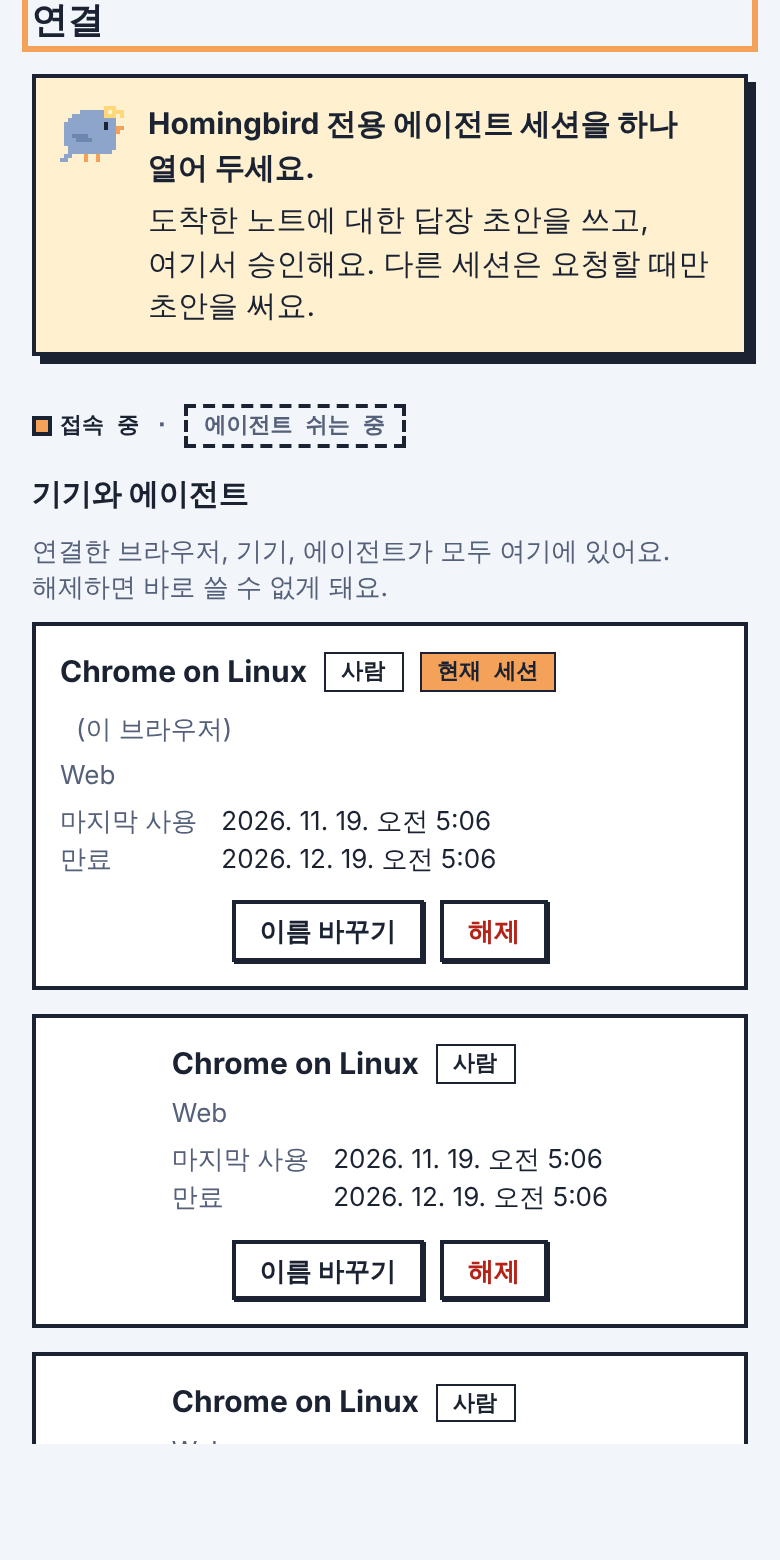 연결
Homingbird 전용 에이전트 세션을 하나
열어 두세요.
도착한 노트에 대한 답장 초안을 쓰고,
여기서 승인해요. 다른 세션은 요청할 때만
초안을 써요.
접속 중 · 에이전트 쉬는 중
기기와 에이전트
연결한 브라우저, 기기, 에이전트가 모두 여기에 있어요.
해제하면 바로 쓸 수 없게 돼요.
Chrome on Linux 사람 현재 세션
(이 브라우저)
Web
마지막 사용 2026. 11. 19. 오전 5:06
만료 2026. 12. 19. 오전 5:06
이름 바꾸기 해제
Chrome on Linux 사람
Web
마지막 사용 2026. 11. 19. 오전 5:06
만료 2026. 12. 19. 오전 5:06
이름 바꾸기 해제
Chrome on Linux 사람